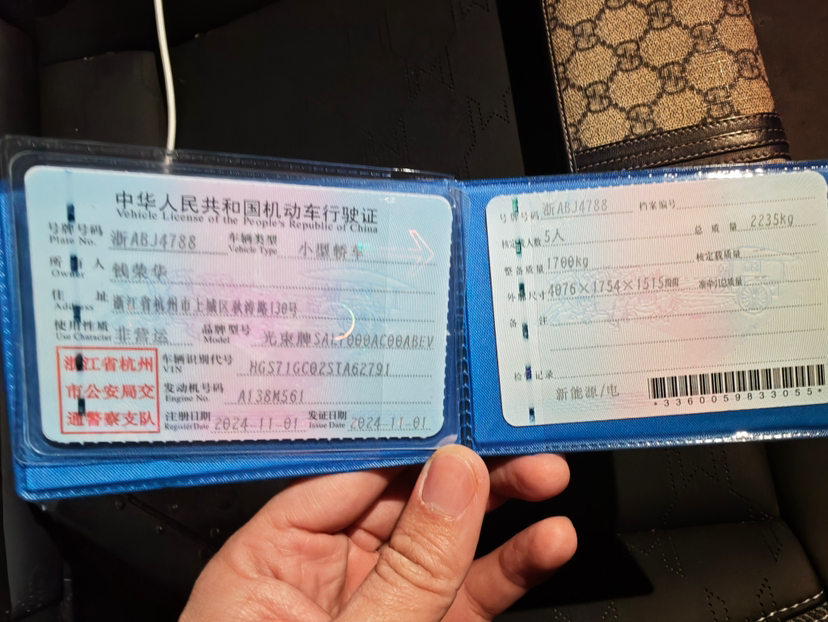 中华人民共和国机动车行驶证
Vehicle License of the People's Republic of China
号牌号码 浙ABJ4788 车辆类型 小型轿车
Plate No. Vehicle Type
所有人 钱荣华
Owner
住址 浙江省杭州市上城区秋涛路130号
Address
使用性质 非营运 品牌型号 光束牌SAL7000AC00ABEV
Use Character Model
浙江省杭州
市公安局交
通警察支队
车辆识别代号 HGS71GC02STA62791
VIN
发动机号码 A138M561
Engine No.
注册日期 2024-11-01 发证日期 2024-11-01
Register Date Issue Date
号牌号码 浙ABJ4788 档案编号
核定载人数 5人 总质量 2235kg
整备质量 1700kg 核定载质量
外廓尺寸 4076×1754×1515mm 准牵引总质量
备注
检验记录
新能源/电
*3360059833055*